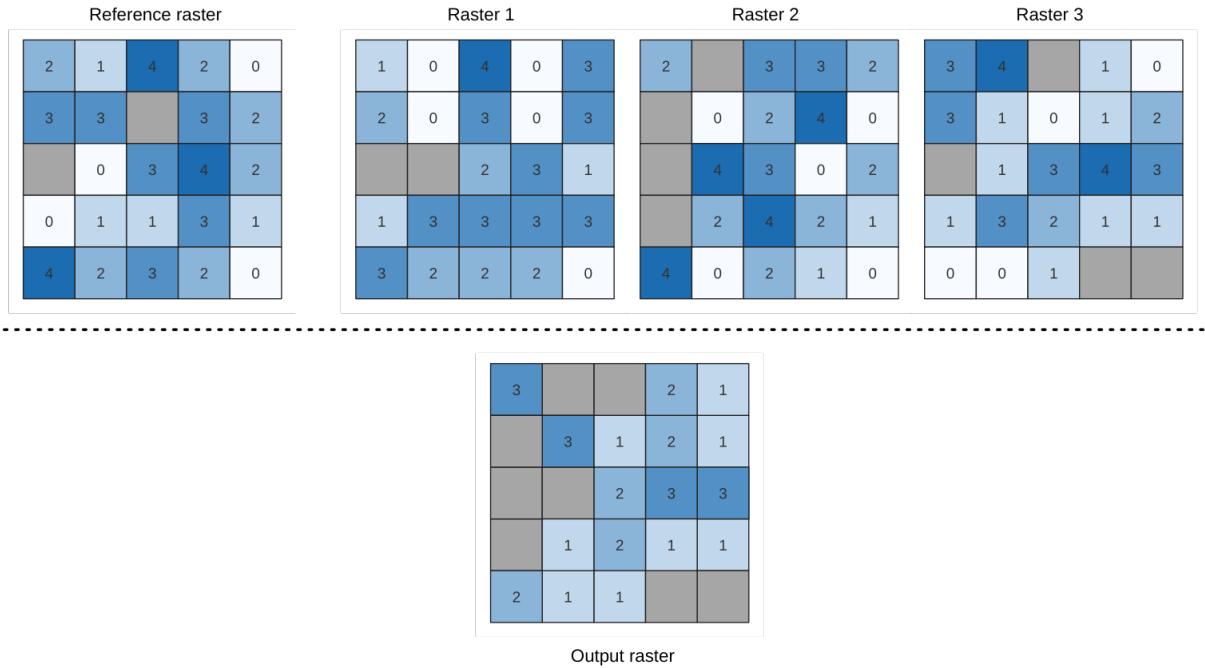 Reference raster Raster 1 Raster 2 Raster 3
2 1 4 2 0 1 0 4 0 3 2 3 3 2 3 4 1 0
3 3 3 2 2 0 3 0 3 0 2 4 0 3 1 0 1 2
0 3 4 2 2 3 1 4 3 0 2 1 3 4 3
0 1 1 3 1 1 3 3 3 3 2 4 2 1 1 3 2 1 1
4 2 3 2 0 3 2 2 2 0 4 0 2 1 0 0 0 1
3 2 1
3 1 2 1
2 3 3
1 2 1 1
2 1 1
Output raster